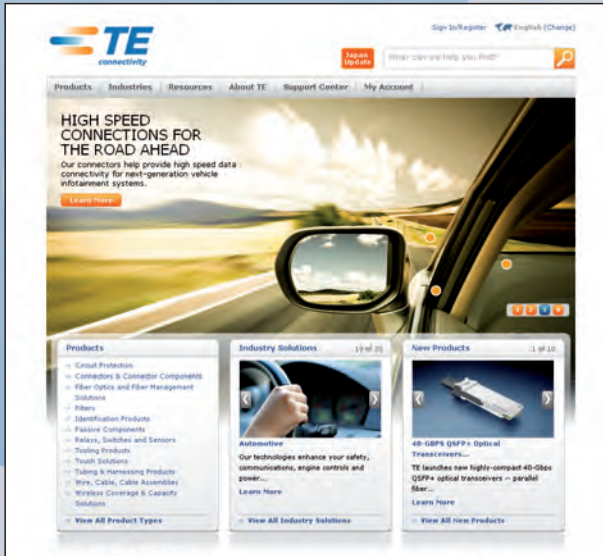 TE
connectivity
Sign In/Register English (Change)
Japan
Update
What can we help you find?
Products Industries Resources About TE Support Center My Account
HIGH SPEED
CONNECTIONS FOR
THE ROAD AHEAD
Our connectors help provide high speed data
connectivity for next-generation vehicle
infotainment systems.
Learn More
1 2 3 4
Products
Circuit Protection
Connectors & Connector Components
Fiber Optics and Fiber Management
Solutions
Filters
Identification Products
Passive Components
Relays, Switches and Sensors
Tooling Products
Touch Solutions
Tubing & Harnessing Products
Wire, Cable, Cable Assemblies
Wireless Coverage & Capacity
Solutions
View All Product Types
Industry Solutions
Automotive
Our technologies enhance your safety,
communications, engine controls and
power...
Learn More
View All Industry Solutions
New Products 1 of 10
40-GBPS QSFP+ Optical
Transceivers...
TE launches new highly-compact 40-Gbps
QSFP+ optical transceivers -- parallel
fiber...
Learn More
View All New Products